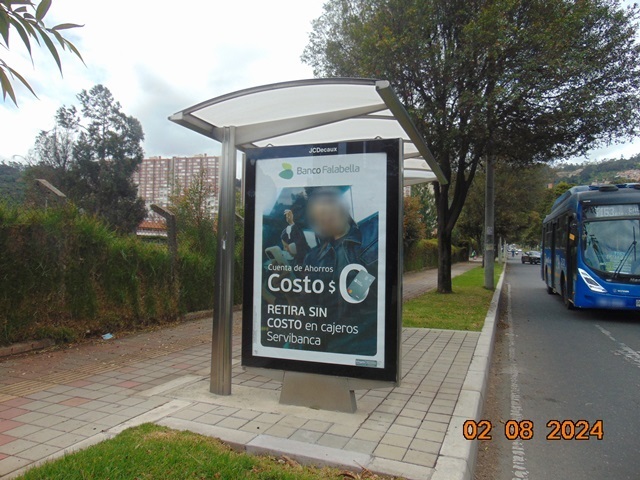 JCDecaux
Banco Falabella
Cuenta de Ahorros
Costo $0
RETIRA SIN
COSTO en cajeros
Servibanca
02 08 2024